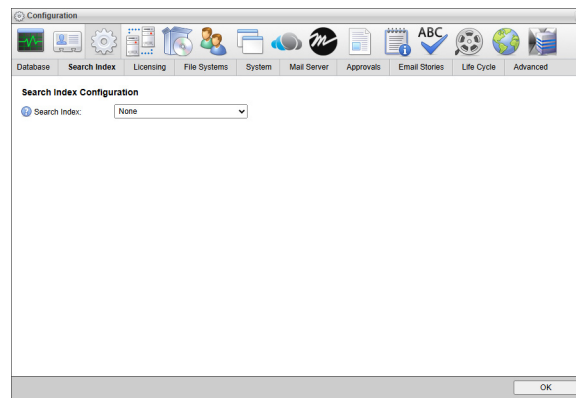 Configuration
ABC
Database Search Index Licensing File Systems System Mail Server Approvals Email Stories Life Cycle Advanced
Search Index Configuration
Search Index: None
OK